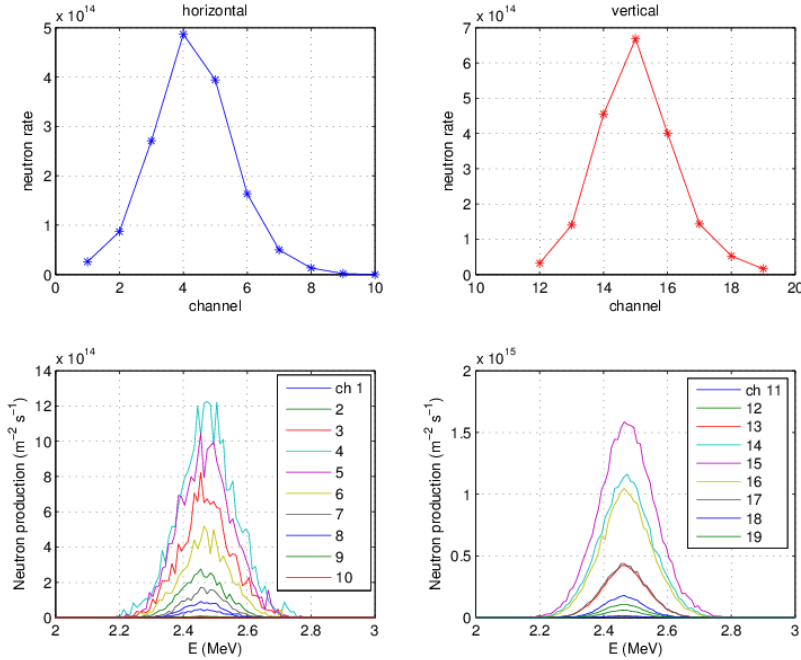 x 10^14
horizontal
5
4
3
2
1
0
neutron rate
0 2 4 6 8 10
channel
x 10^14
vertical
7
6
5
4
3
2
1
0
neutron rate
10 12 14 16 18 20
channel
x 10^14
14
12
10
8
6
4
2
0
Neutron production (m⁻² s⁻¹)
2 2.2 2.4 2.6 2.8 3
E (MeV)
ch 1
2
3
4
5
6
7
8
9
10
x 10^15
2
1.5
1
0.5
0
Neutron production (m⁻² s⁻¹)
2 2.2 2.4 2.6 2.8 3
E (MeV)
ch 11
12
13
14
15
16
17
18
19